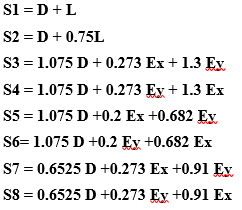 S1 = D + L
S2 = D + 0.75L
S3 = 1.075 D + 0.273 Ex + 1.3 Ey
S4 = 1.075 D + 0.273 Ey + 1.3 Ex
S5 = 1.075 D +0.2 Ex +0.682 Ey
S6= 1.075 D +0.2 Ey +0.682 Ex
S7 = 0.6525 D +0.273 Ex +0.91 Ey
S8 = 0.6525 D +0.273 Ey +0.91 Ex